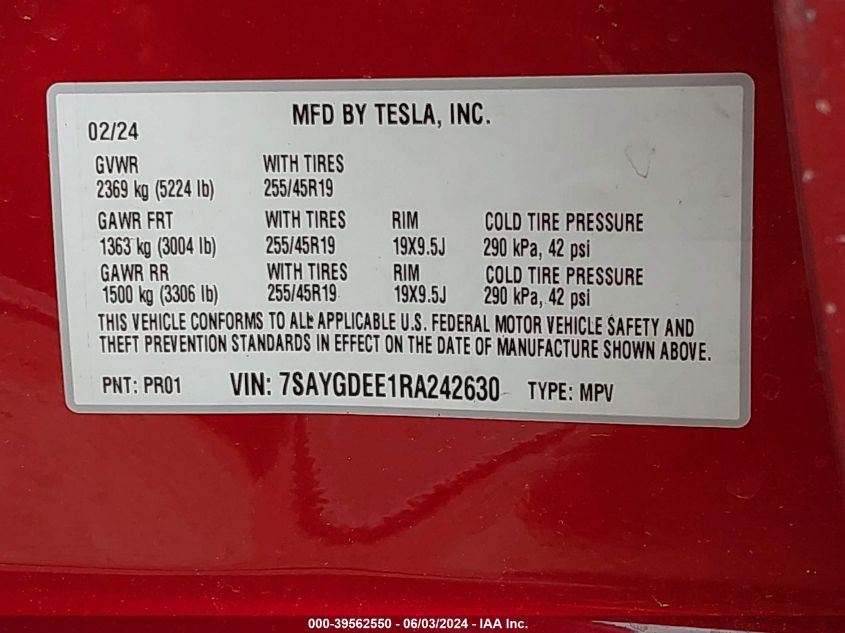 MFD BY TESLA, INC.
02/24
GVWR WITH TIRES
2369 kg (5224 lb) 255/45R19
GAWR FRT WITH TIRES RIM COLD TIRE PRESSURE
1363 kg (3004 lb) 255/45R19 19X9.5J 290 kPa, 42 psi
GAWR RR WITH TIRES RIM COLD TIRE PRESSURE
1500 kg (3306 lb) 255/45R19 19X9.5J 290 kPa, 42 psi
THIS VEHICLE CONFORMS TO ALL APPLICABLE U.S. FEDERAL MOTOR VEHICLE SAFETY AND
THEFT PREVENTION STANDARDS IN EFFECT ON THE DATE OF MANUFACTURE SHOWN ABOVE.
PNT: PR01 VIN: 7SAYGDEE1RA242630 TYPE: MPV
000-39562550 - 06/03/2024 - IAA Inc.